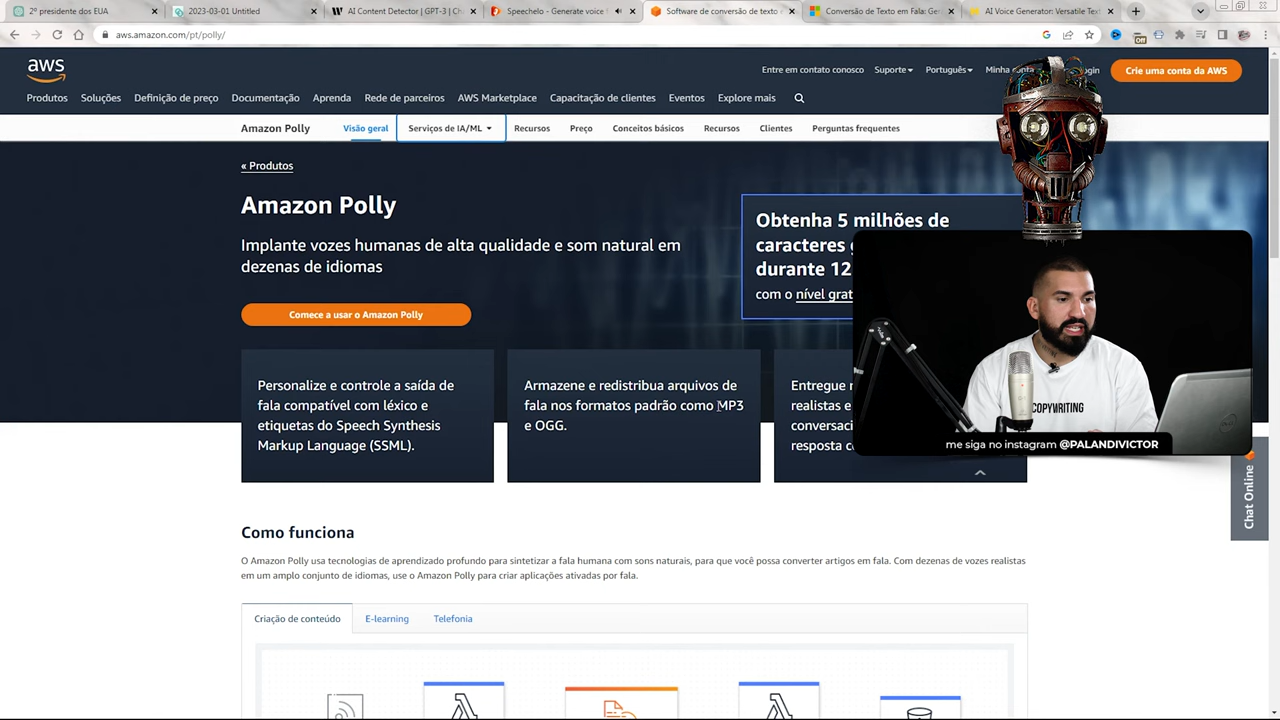 2º presidente dos EUA
2023-03-01 Untitled
AI Content Detector | GPT-3 | Ch
Speechelo - Generate voice
Software de conversão de texto
Conversão de Texto em Fala: Ge
AI Voice Generator: Versatile Text
aws.amazon.com/pt/polly/
Off
aws
Entre em contato conosco
Suporte
Português
Minha conta
Crie uma conta da AWS
Produtos
Soluções
Definição de preço
Documentação
Aprenda
Rede de parceiros
AWS Marketplace
Capacitação de clientes
Eventos
Explore mais
Amazon Polly
Visão geral
Serviços de IA/ML
Recursos
Preço
Conceitos básicos
Recursos
Clientes
Perguntas frequentes
« Produtos
Amazon Polly
Implante vozes humanas de alta qualidade e som natural em
dezenas de idiomas
Comece a usar o Amazon Polly
Obtenha 5 milhões de
caracteres
durante 12
com o nível grat
Personalize e controle a saída de
fala compatível com léxico e
etiquetas do Speech Synthesis
Markup Language (SSML).
Armazene e redistribua arquivos de
fala nos formatos padrão como MP3
e OGG.
Entregue
realistas e
conversaci
resposta
COPYWRITING
me siga no instagram @PALANDIVICTOR
Chat Online
Como funciona
O Amazon Polly usa tecnologias de aprendizado profundo para sintetizar a fala humana com sons naturais, para que você possa converter artigos em fala. Com dezenas de vozes realistas
em um amplo conjunto de idiomas, use o Amazon Polly para criar aplicações ativadas por fala.
Criação de conteúdo
E-learning
Telefonia